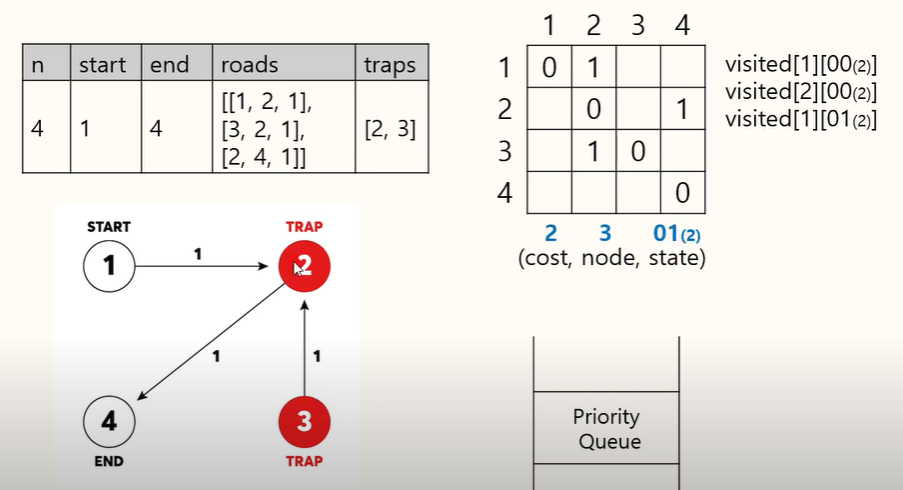 n start end roads traps
4 1 4 [[1, 2, 1], [3, 2, 1], [2, 4, 1]] [2, 3]
1 2 3 4
1 0 1
2 0 1
3 1 0
4 0
visited[1][00(2)]
visited[2][00(2)]
visited[1][01(2)]
2 3 01(2)
(cost, node, state)
START TRAP
1 1 2
1 1
4 3
END TRAP
Priority
Queue